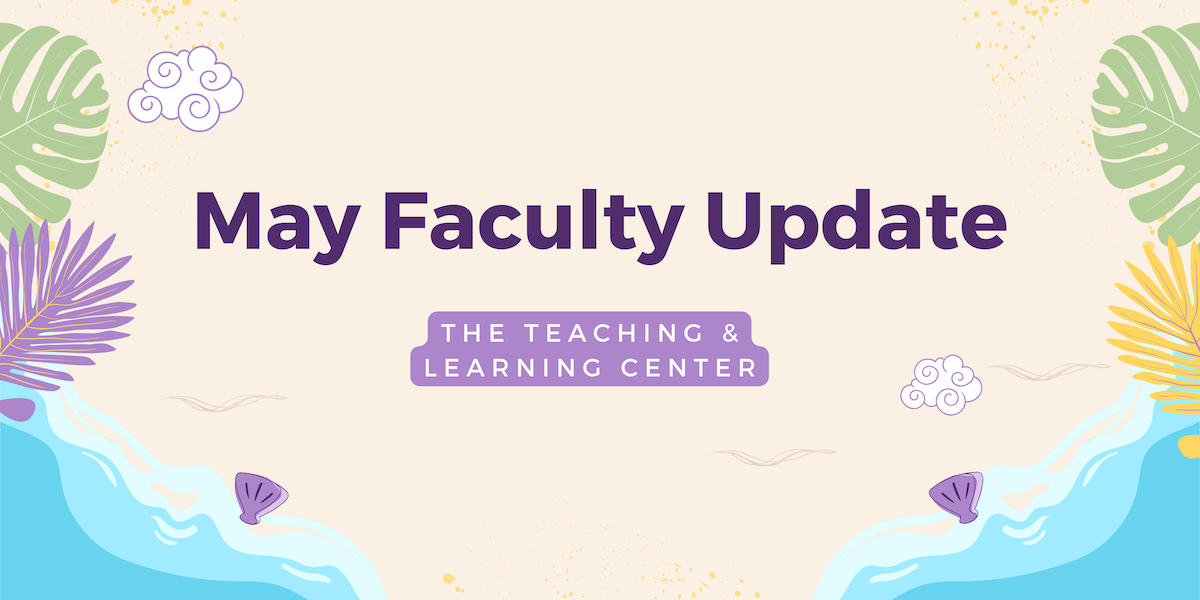 May Faculty Update
THE TEACHING &
LEARNING CENTER